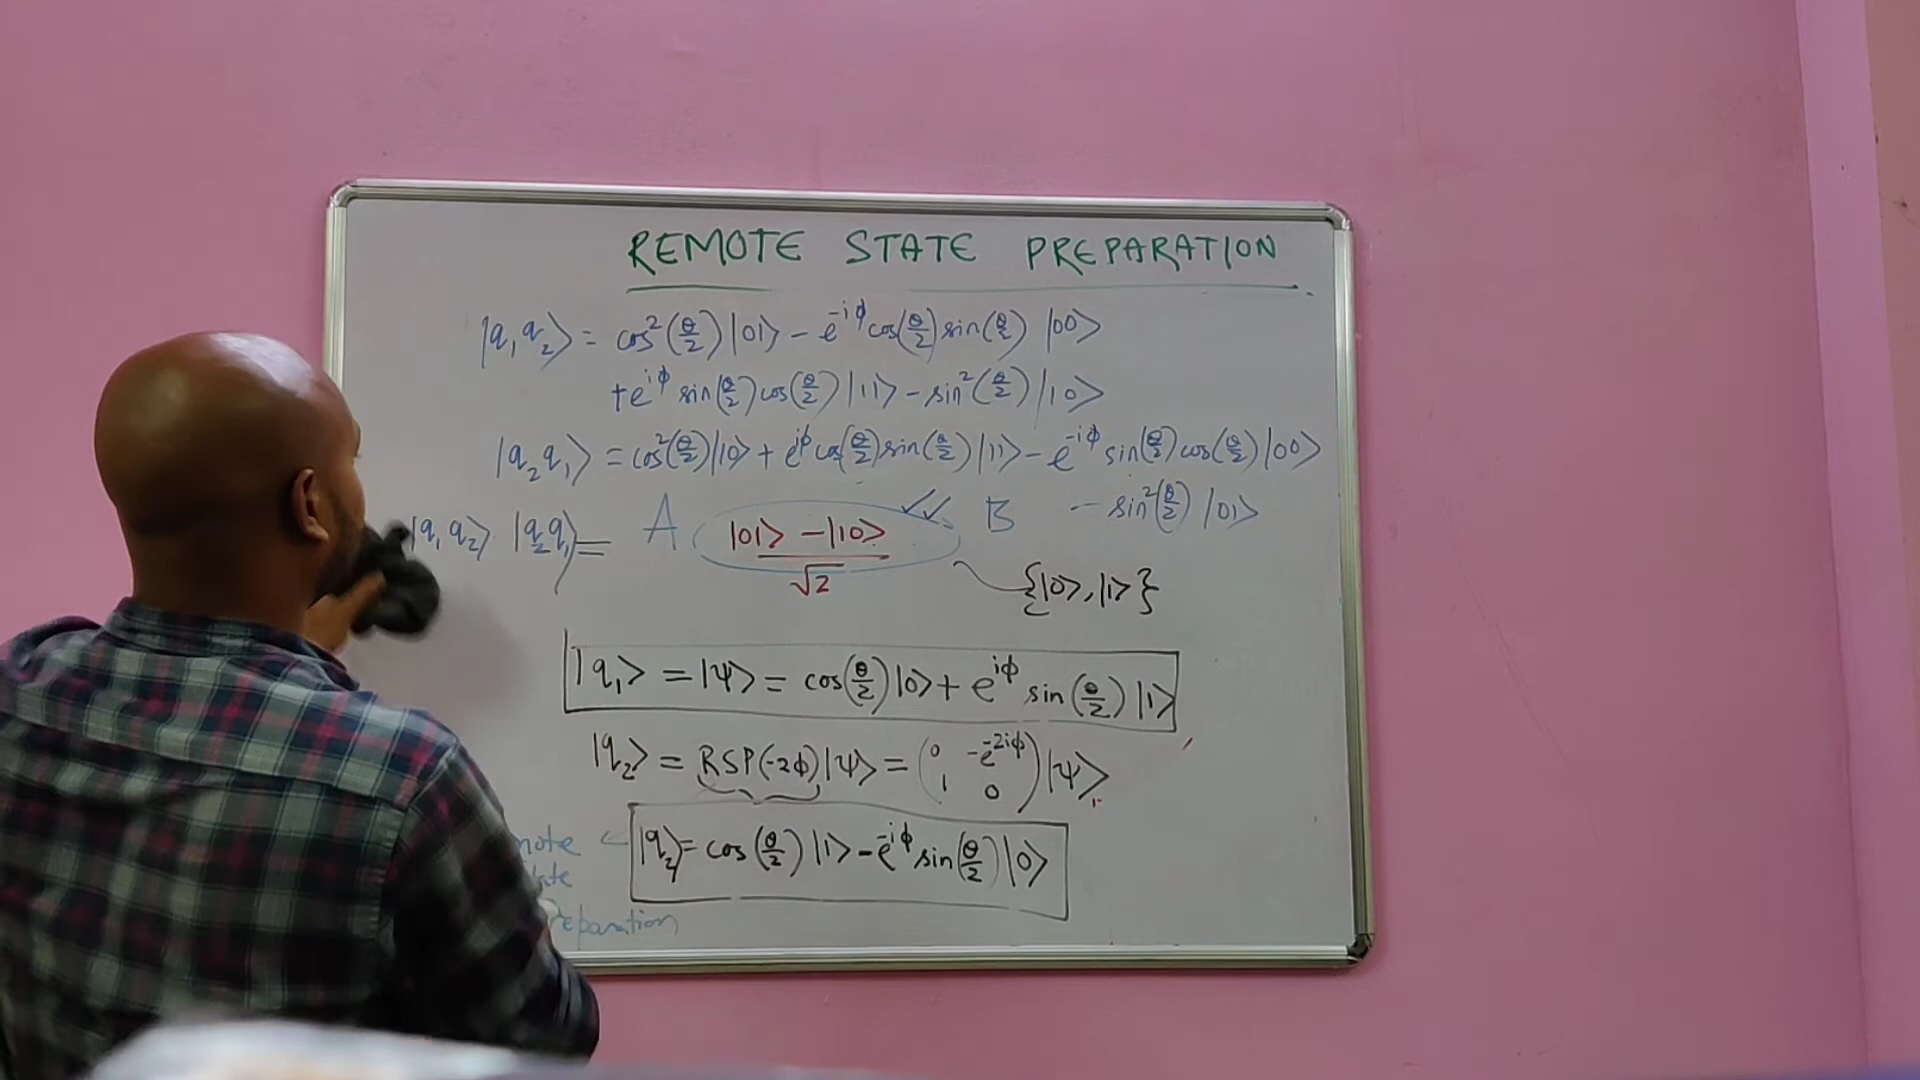 REMOTE STATE PREPARATION
|q₁q₂⟩ = cos²(θ/2)|01⟩ - e^{-iϕ}cos(θ/2)sin(θ/2) |00⟩
+e^{iϕ} sin(θ/2)cos(θ/2)|11⟩ - sin²(θ/2)|10⟩
|q₂q₁⟩ = cos²(θ/2)|10⟩ + e^{iϕ}cos(θ/2)sin(θ/2)|11⟩ - e^{-iϕ}sin(θ/2)cos(θ/2)|00⟩
- sin²(θ/2)|01⟩
|q₁q₂⟩ |q₂q₁⟩ = A (|01⟩ - |10⟩)/√2 B
{|0⟩,|1⟩}
|q₁⟩ = |ψ⟩ = cos(θ/2)|0⟩ + e^{iϕ} sin(θ/2)|1⟩
|q₂⟩ = RSP(-2ϕ)|ψ⟩ = (0 -e^{-2iϕ} 1 0)|ψ⟩
|q₂⟩ = cos(θ/2)|1⟩ - e^{-iϕ}sin(θ/2)|0⟩